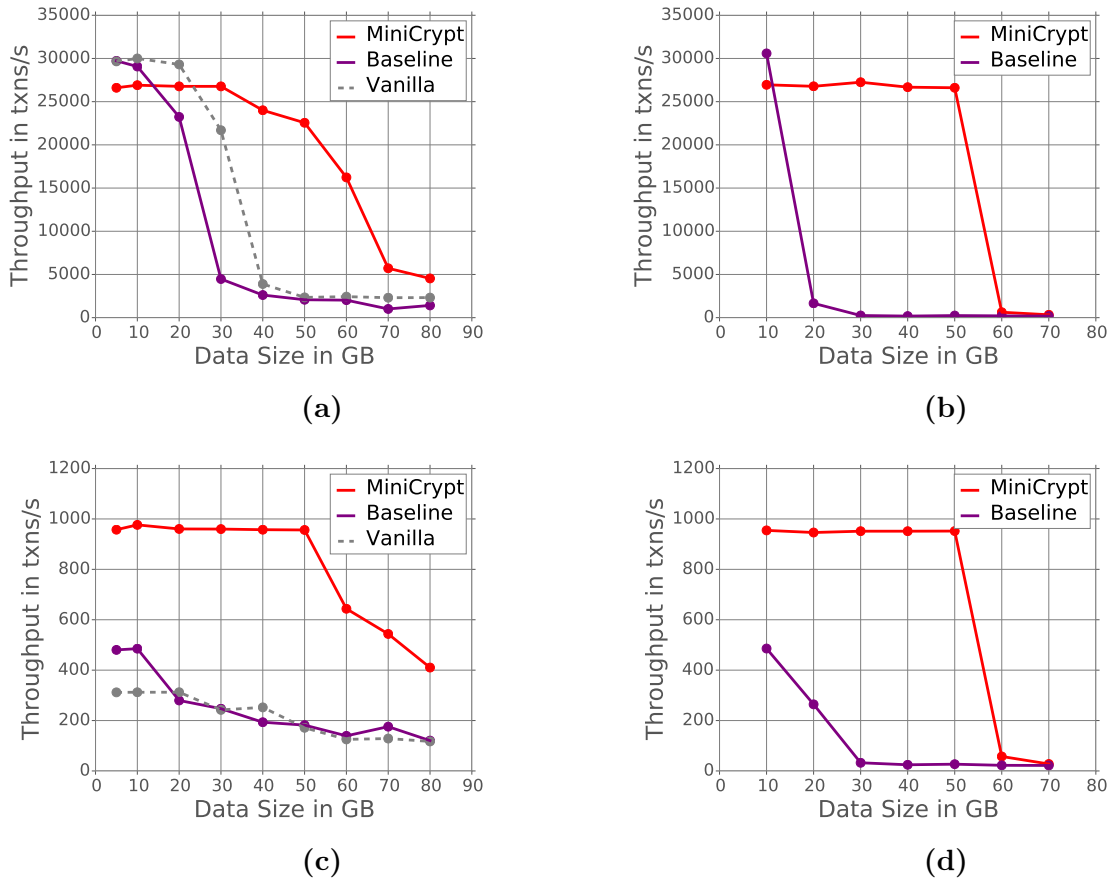 35000
30000
25000
20000
15000
10000
5000
0
Throughput in txns/s
MiniCrypt
Baseline
Vanilla
0 10 20 30 40 50 60 70 80 90
Data Size in GB
(a)
35000
30000
25000
20000
15000
10000
5000
0
Throughput in txns/s
MiniCrypt
Baseline
0 10 20 30 40 50 60 70 80
Data Size in GB
(b)
1200
1000
800
600
400
200
0
Throughput in txns/s
MiniCrypt
Baseline
Vanilla
0 10 20 30 40 50 60 70 80 90
Data Size in GB
(c)
1200
1000
800
600
400
200
0
Throughput in txns/s
MiniCrypt
Baseline
0 10 20 30 40 50 60 70 80
Data Size in GB
(d)